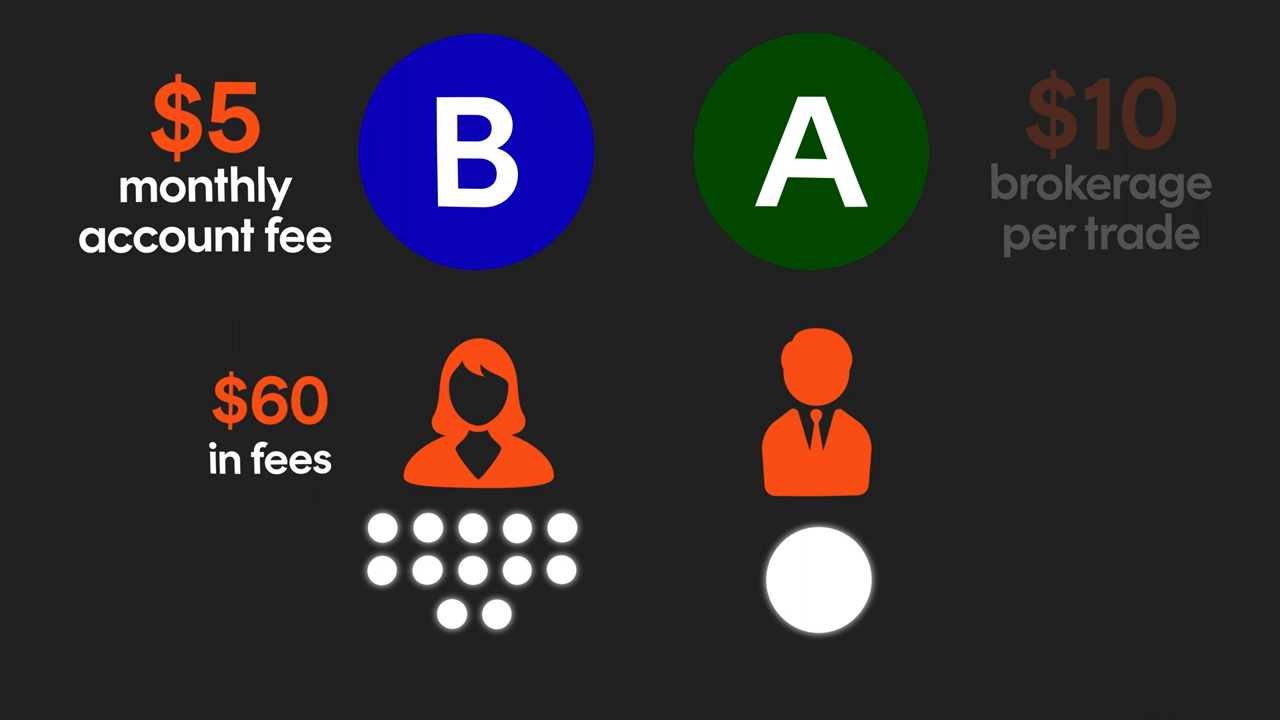 $5
monthly
account fee
B
A
$10
brokerage
per trade
$60
in fees